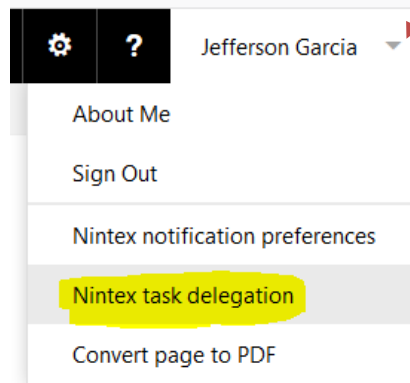 ? Jefferson Garcia
About Me
Sign Out
Nintex notification preferences
Nintex task delegation
Convert page to PDF